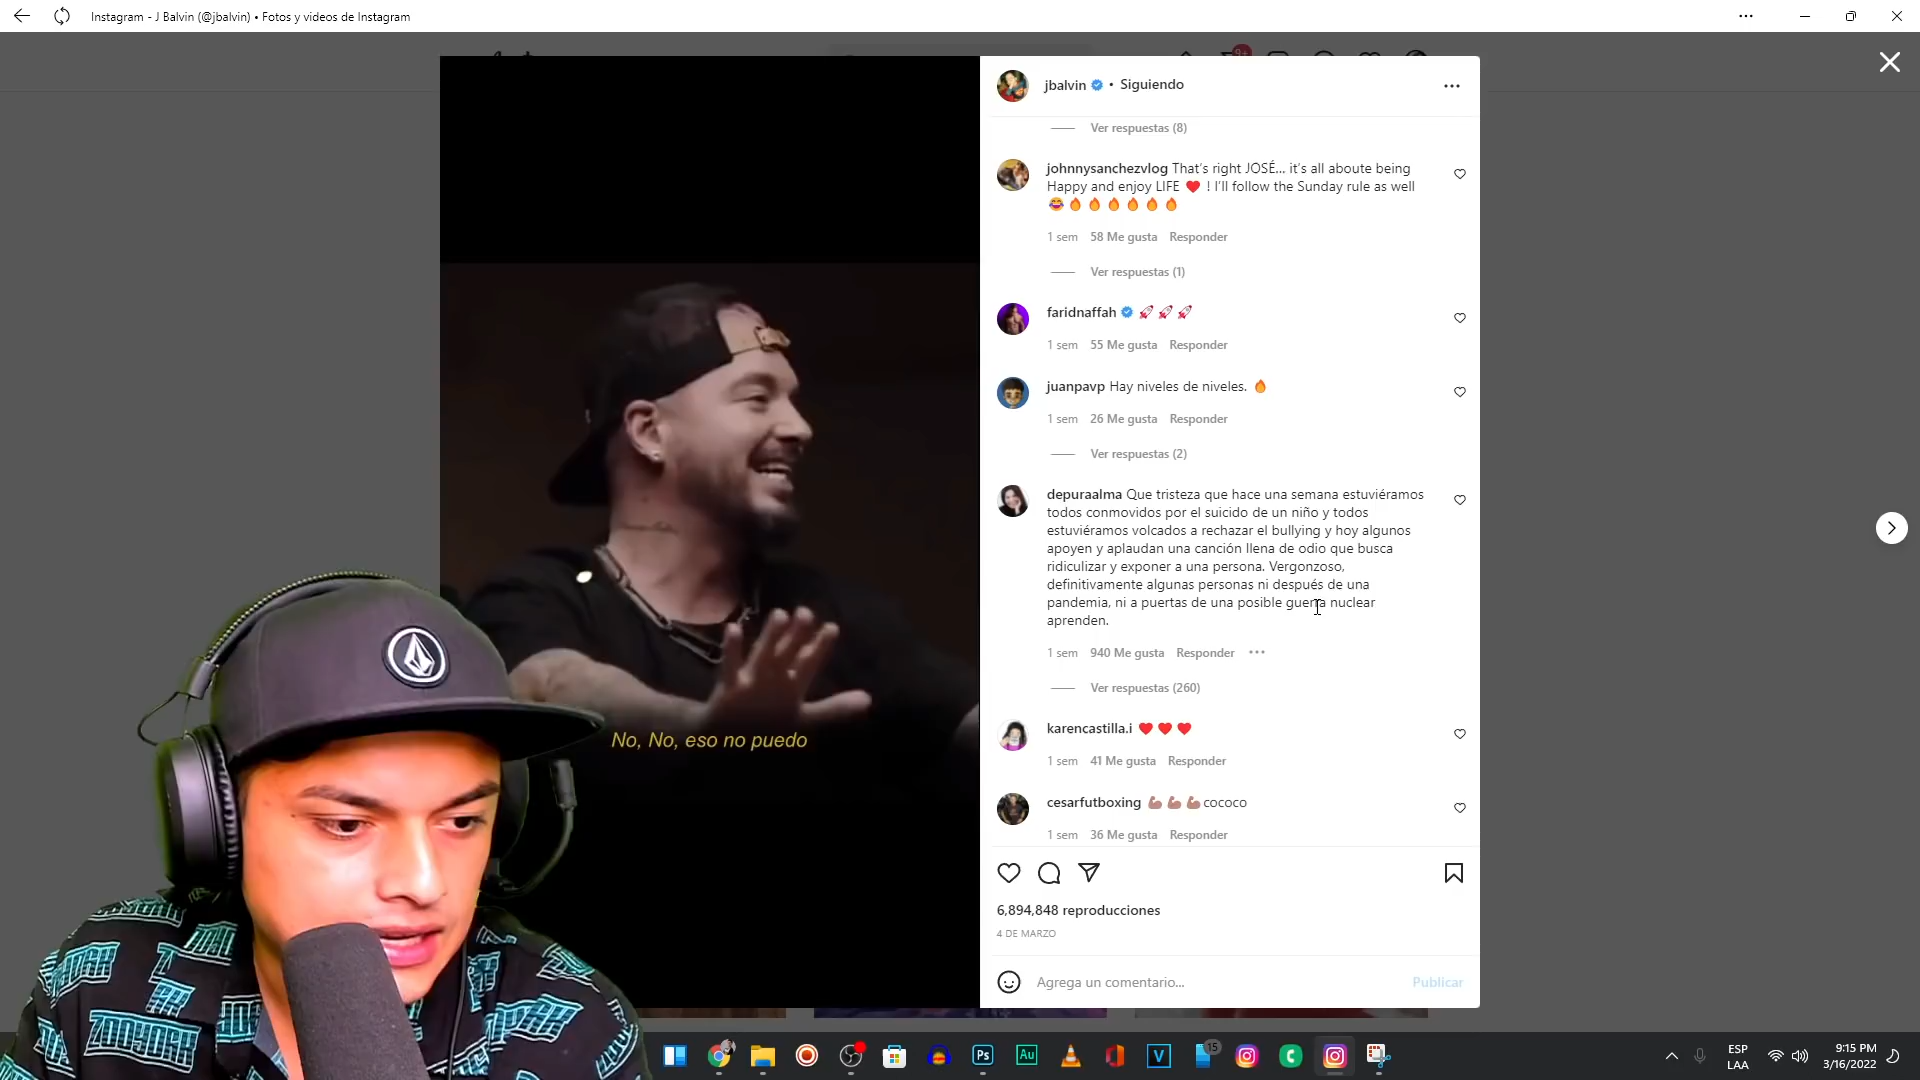 Instagram - J Balvin (@jbalvin) • Fotos y videos de Instagram
9+
jbalvin • Siguiendo
Ver respuestas (8)
johnnysanchezvlog That's right JOSÉ... it's all aboute being
Happy and enjoy LIFE ❤️ ! I'll follow the Sunday rule as well
😂🔥🔥🔥🔥🔥🔥
1 sem 58 Me gusta Responder
Ver respuestas (1)
faridnaffah 🚀🚀🚀
1 sem 55 Me gusta Responder
juanpavp Hay niveles de niveles. 🔥
1 sem 26 Me gusta Responder
Ver respuestas (2)
depuraalma Que tristeza que hace una semana estuviéramos
todos conmovidos por el suicido de un niño y todos
estuviéramos volcados a rechazar el bullying y hoy algunos
apoyen y aplaudan una canción llena de odio que busca
ridiculizar y exponer a una persona. Vergonzoso,
definitivamente algunas personas ni después de una
pandemia, ni a puertas de una posible guerra nuclear
aprenden.
1 sem 940 Me gusta Responder •••
Ver respuestas (260)
karencastilla.i ❤️❤️❤️
1 sem 41 Me gusta Responder
cesarfutboxing 💪🏽💪🏽💪🏽cococo
1 sem 36 Me gusta Responder
6,894,848 reproducciones
4 DE MARZO
Agrega un comentario...
Publicar
No, No, eso no puedo
ZOOYORK
Ps
Au
V
15
ESP
LAA
9:15 PM
3/16/2022